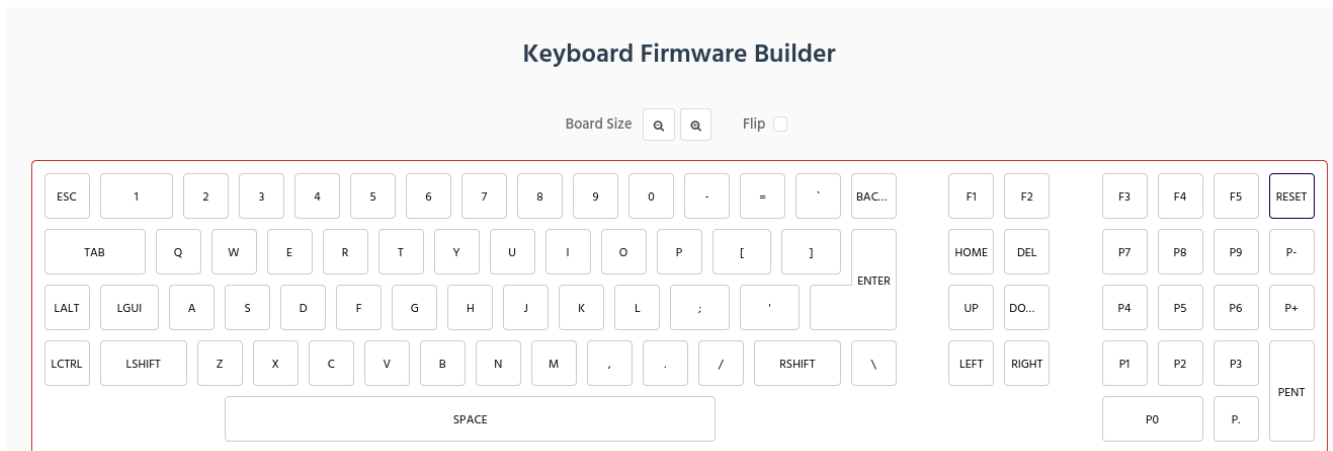 Keyboard Firmware Builder
Board Size Flip
ESC 1 2 3 4 5 6 7 8 9 0 - = ` BAC... F1 F2 F3 F4 F5 RESET
TAB Q W E R T Y U I O P [ ] ENTER HOME DEL P7 P8 P9 P-
LALT LGUI A S D F G H J K L ; ' UP DO... P4 P5 P6 P+
LCTRL LSHIFT Z X C V B N M , . / RSHIFT \ LEFT RIGHT P1 P2 P3 PENT
SPACE P0 P.